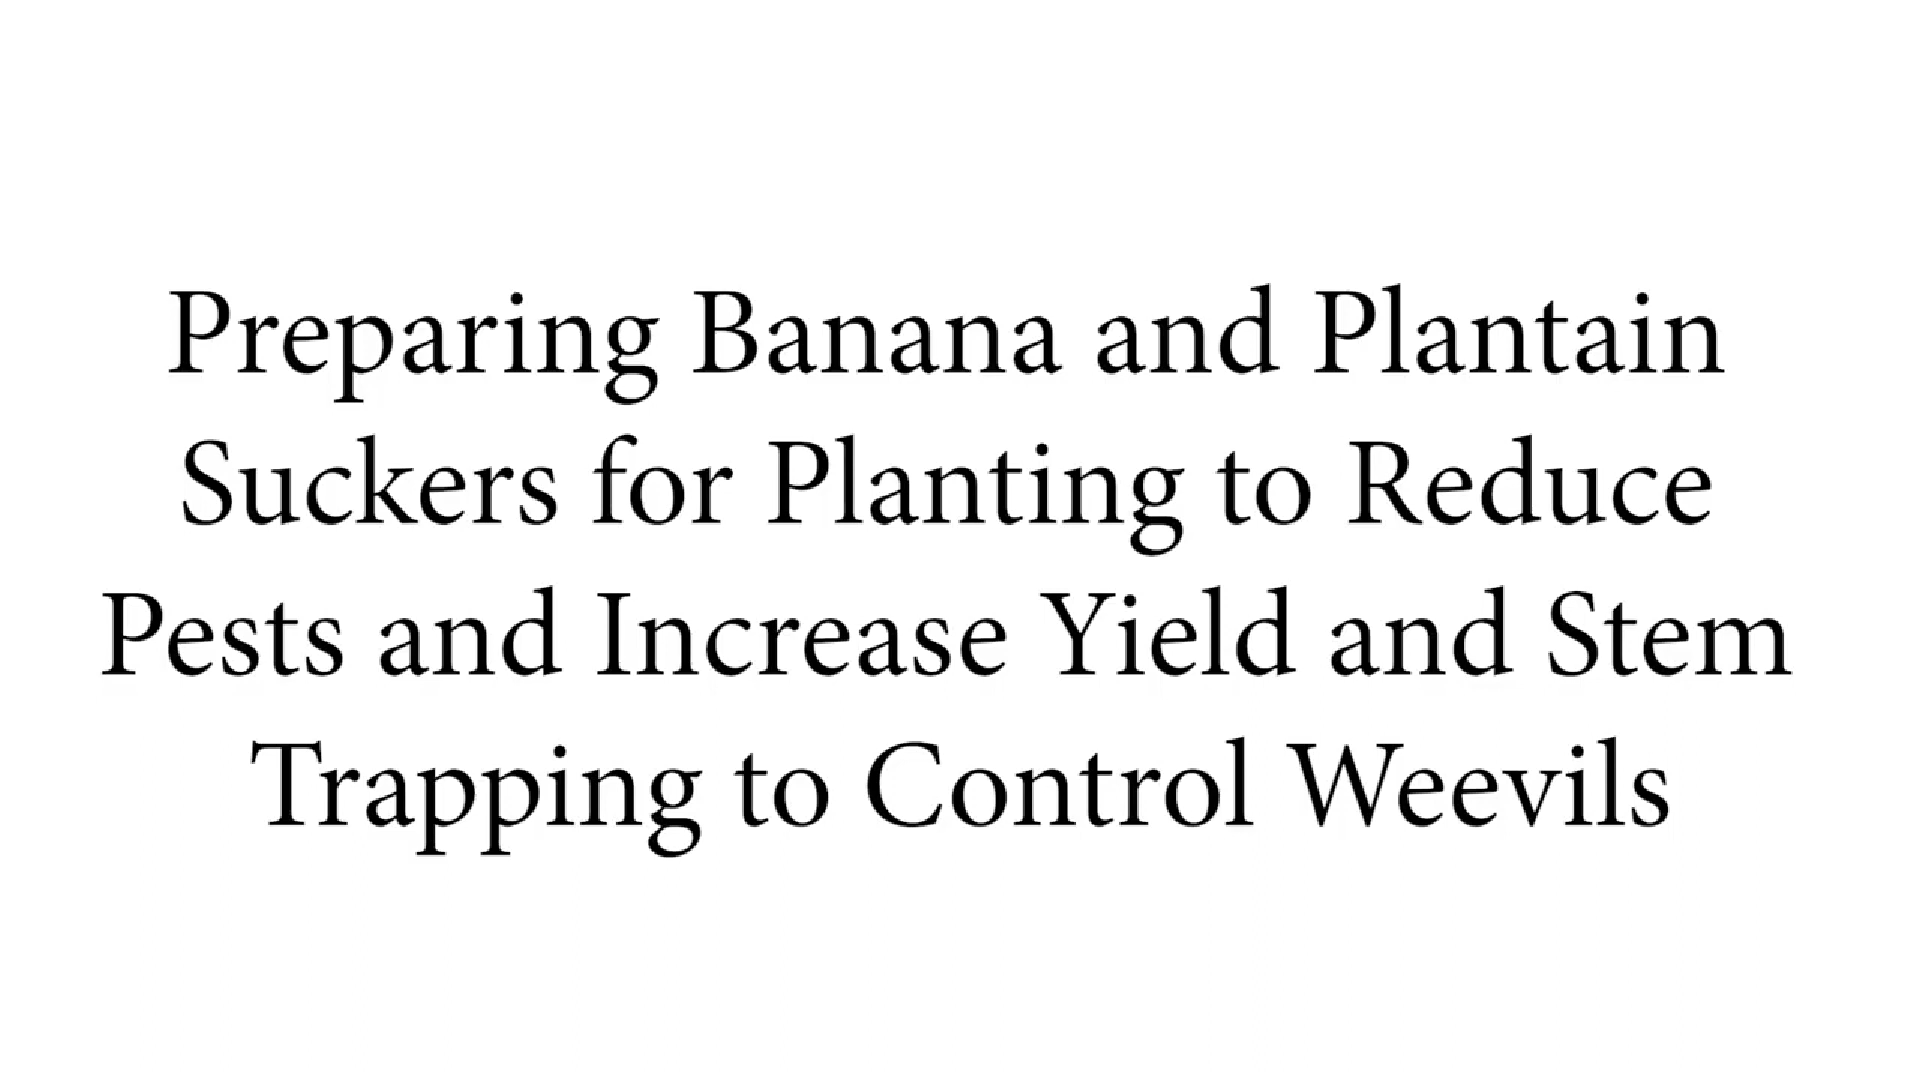 Preparing Banana and Plantain
Suckers for Planting to Reduce
Pests and Increase Yield and Stem
Trapping to Control Weevils